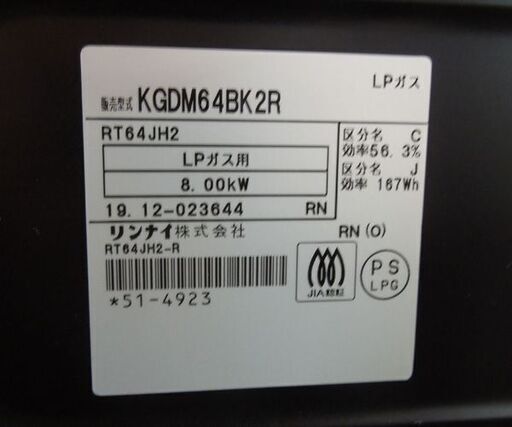 LPガス
販売型式 KGDM64BK2R
RT64JH2
LPガス用
8.00kW
19.12-023644 RN
区分名 C
効率56.3%
区分名 J
効率 167Wh
リンナイ株式会社
RN(O)
RT64JH2-R
*51-4923
JIA認証
PS
LPG